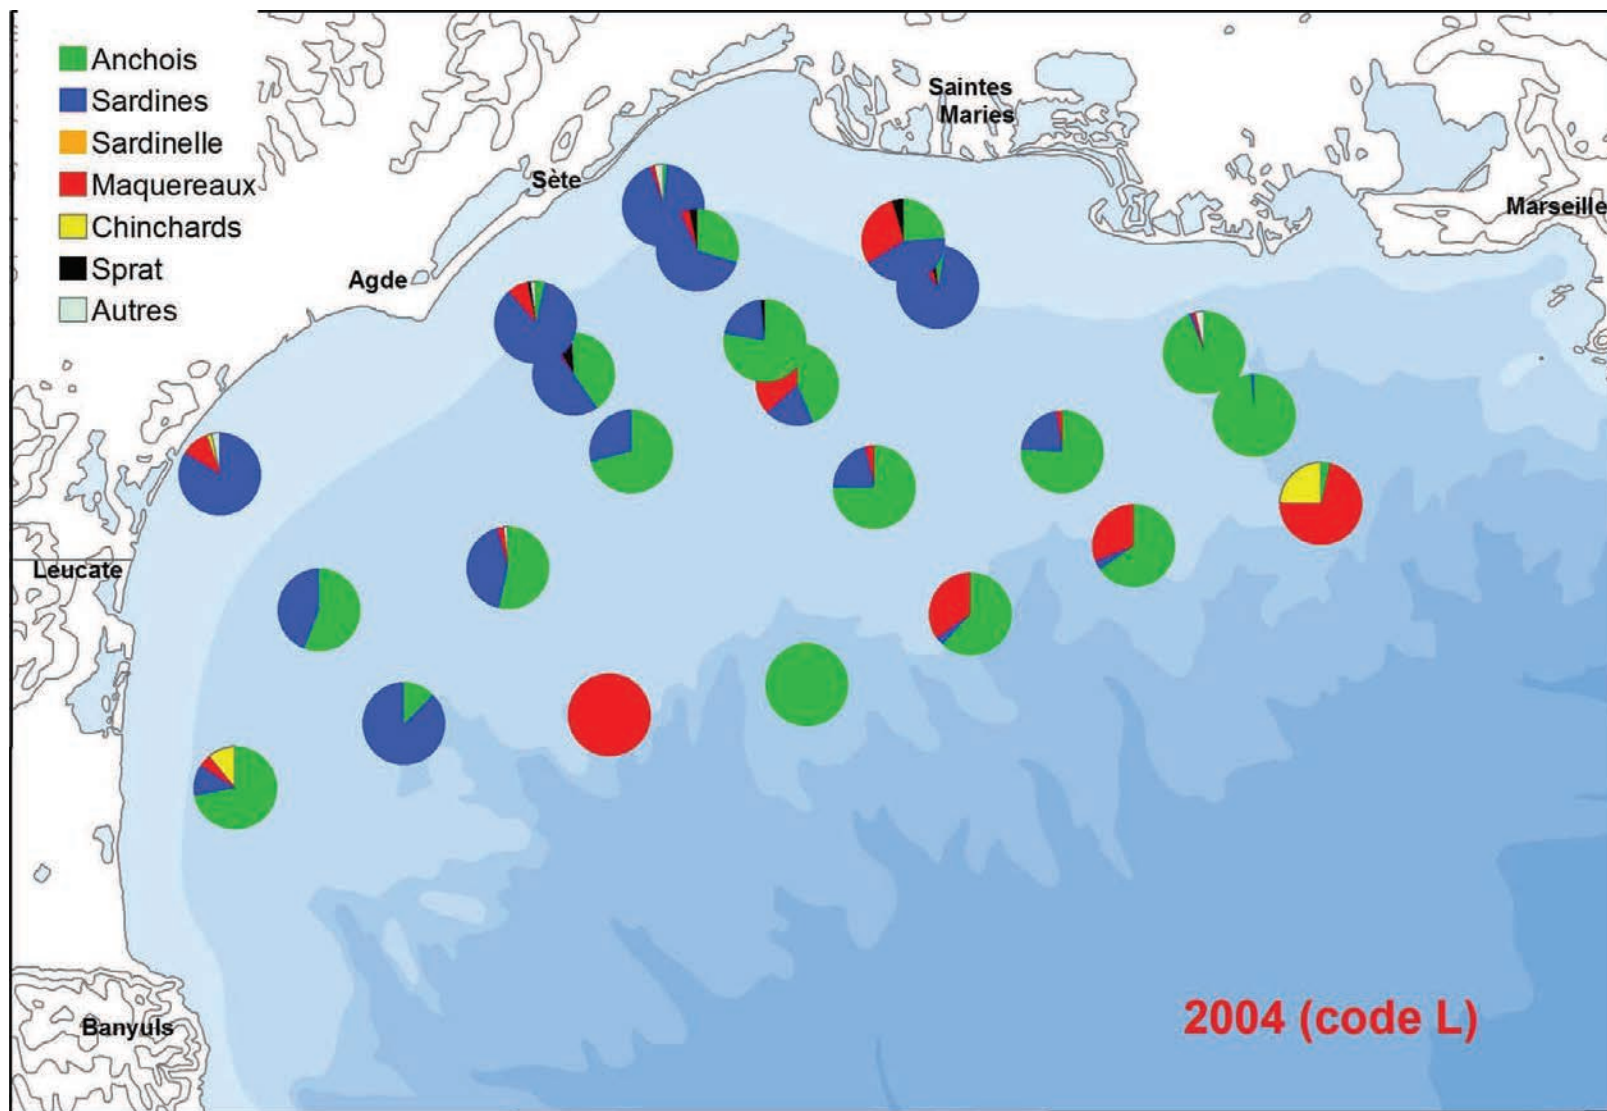 Anchois
Sardines
Sardinelle
Maquereaux
Chinchards
Sprat
Autres
Saintes
Maries
Sète
Marseille
Agde
Leucate
Banyuls
2004 (code L)